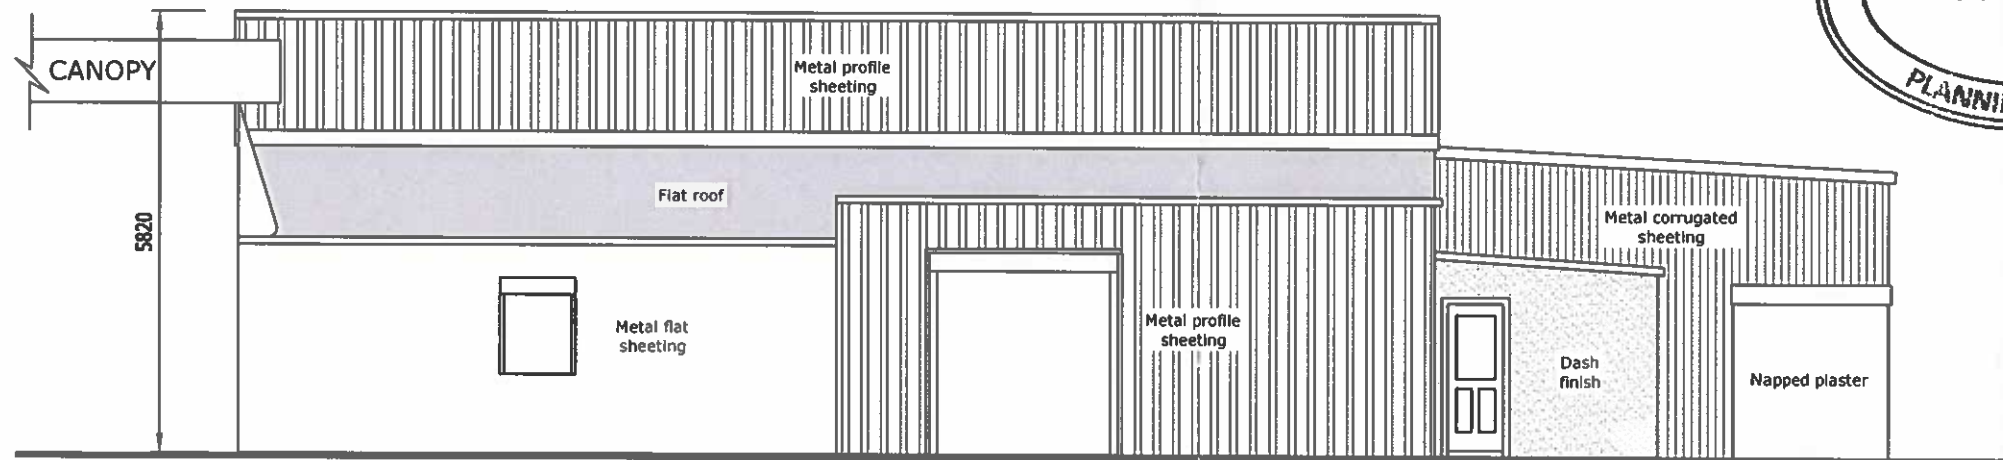 CANOPY
Metal profile
sheeting
PLANNI
5820
Flat roof
Metal corrugated
sheeting
Metal flat
sheeting
Metal profile
sheeting
Dash
finish
Napped plaster